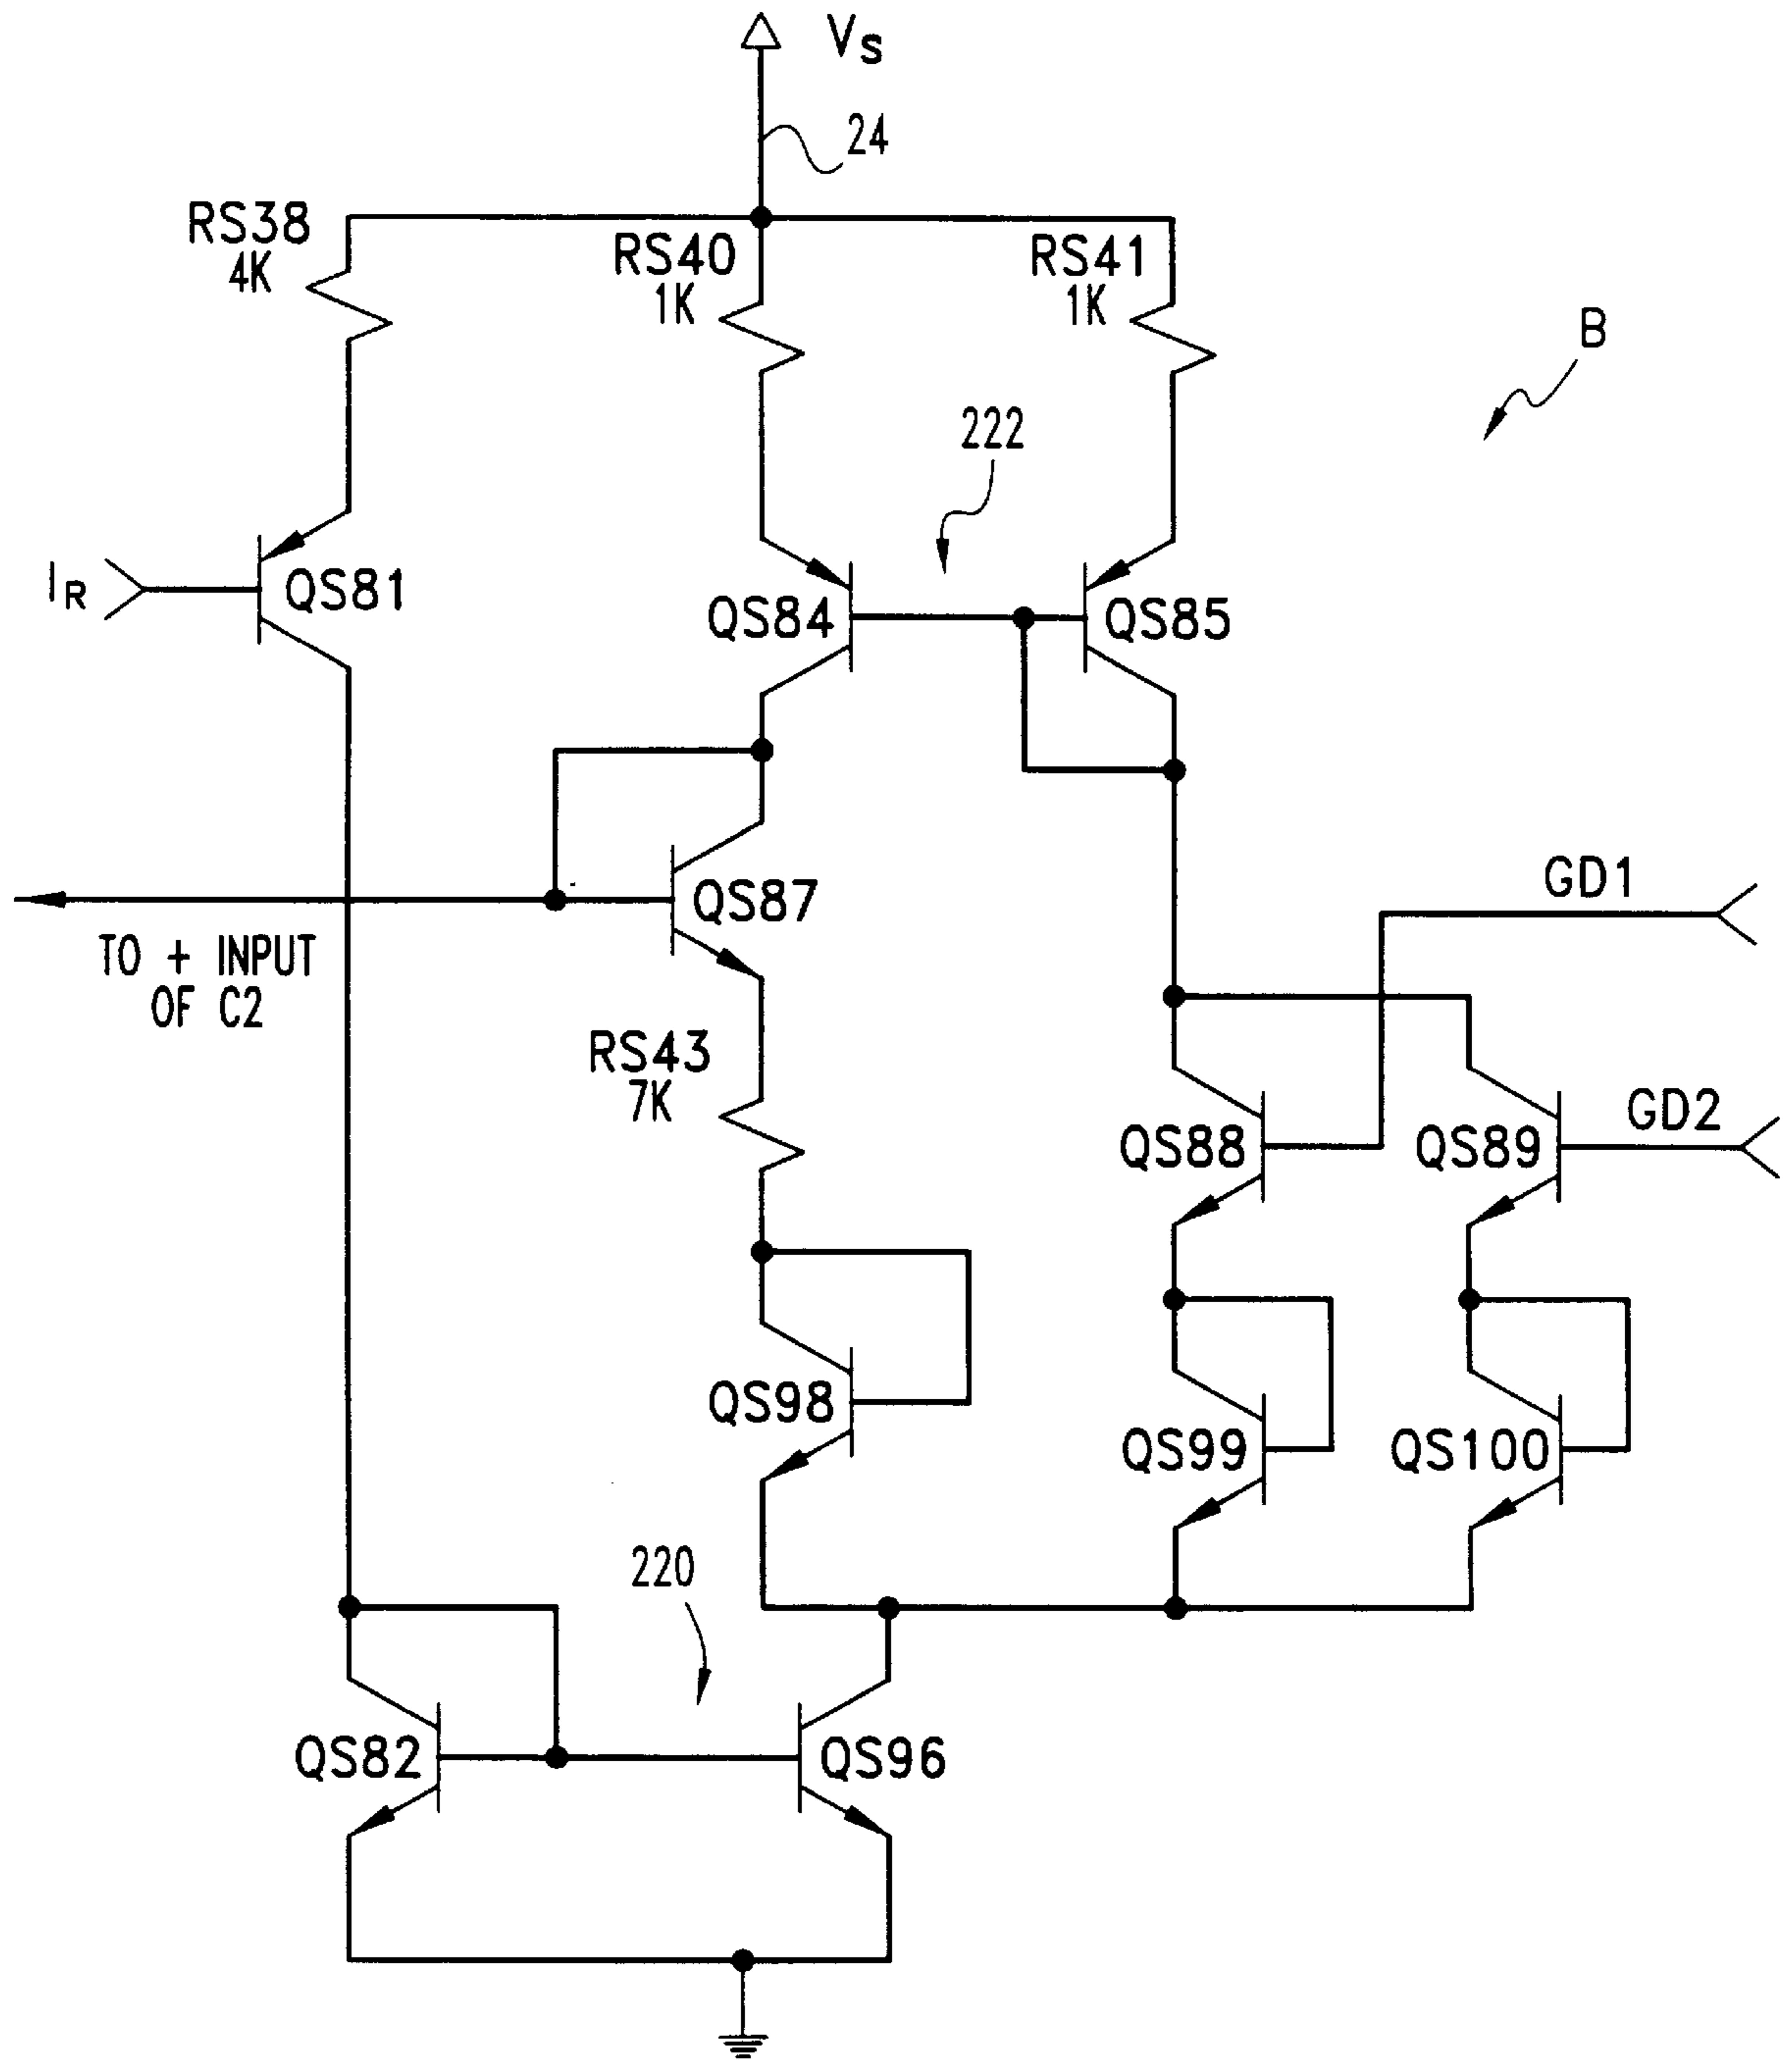 Vs
24
RS38
4K
RS40
1K
RS41
1K
B
222
IR
QS81
QS84
QS85
GD1
QS87
TO + INPUT
OF C2
RS43
7K
GD2
QS88
QS89
QS98
QS99
QS100
220
QS82
QS96